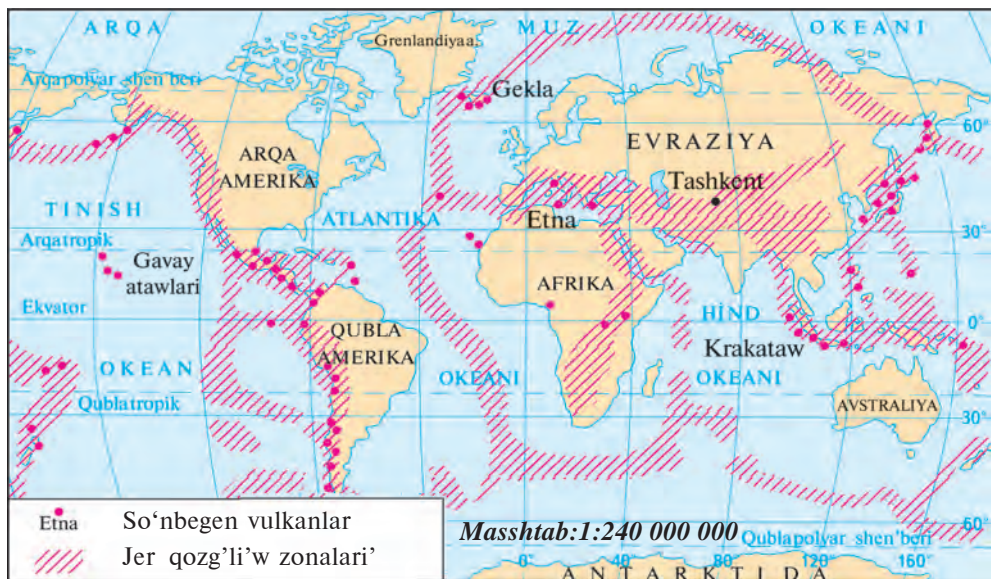 ARQA MUZ OKEANI
Grenlandiyaa
Arqapolyar shen'beri
Gekla
60°
EVRAZIYA
ARQA
AMERIKA
Tashkent
TINISH
ATLANTIKA
Etna
30°
Arqatropik
Gavay
atawlari
AFRIKA
HİND
Ekvator
0°
QUBLA
AMERIKA
Krakataw
OKEAN
OKEANI
OKEANI
Qublatropik
AVSTRALIYA
30°
Etna So‘nbegen vulkanlar
Jer qozg’li’w zonalari’
Masshtab:1:240 000 000
Qublapolyar shen'beri
60°
0° 40° 80° 120° 160°
ANTARKTIDA